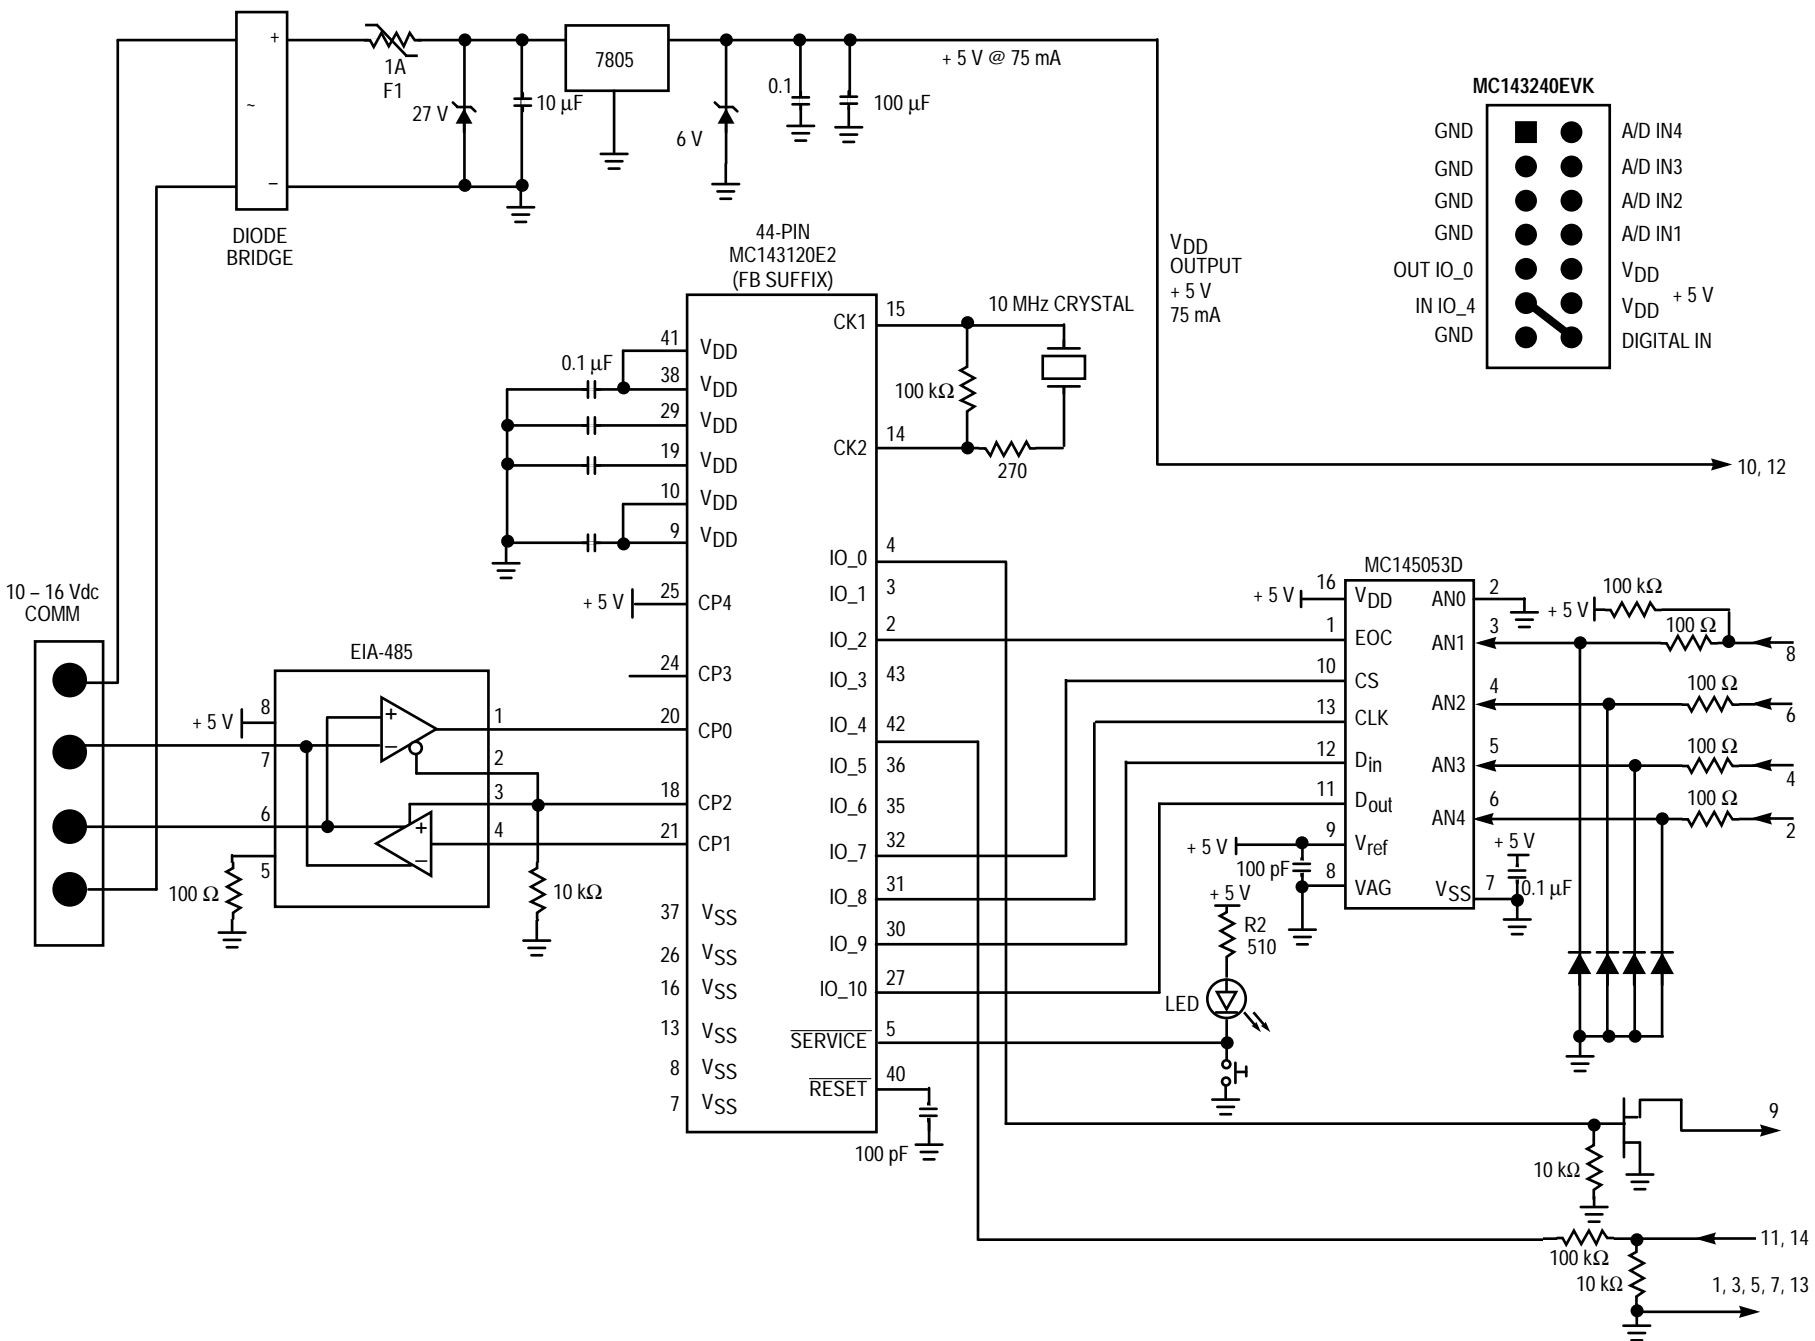 +
~
−
DIODE
BRIDGE
1A
F1
27 V
10 µF
7805
6 V
0.1
100 µF
+ 5 V @ 75 mA
VDD
OUTPUT
+ 5 V
75 mA
10, 12
MC143240EVK
GND A/D IN4
GND A/D IN3
GND A/D IN2
GND A/D IN1
OUT IO_0 VDD
IN IO_4 VDD + 5 V
GND DIGITAL IN
44-PIN
MC143120E2
(FB SUFFIX)
0.1 µF
41 VDD
38 VDD
29 VDD
19 VDD
10 VDD
9 VDD
+ 5 V 25 CP4
24 CP3
20 CP0
18 CP2
21 CP1
37 VSS
26 VSS
16 VSS
13 VSS
8 VSS
7 VSS
CK1 15
CK2 14
10 MHz CRYSTAL
100 kΩ
270
IO_0 4
IO_1 3
IO_2 2
IO_3 43
IO_4 42
IO_5 36
IO_6 35
IO_7 32
IO_8 31
IO_9 30
IO_10 27
SERVICE 5
RESET 40
100 pF
10 – 16 Vdc
COMM
EIA-485
+ 5 V 8
7
6
5
100 Ω
+
−
+
−
1
2
3
4
10 kΩ
MC145053D
+ 5 V 16 VDD
1 EOC
10 CS
13 CLK
12 Din
11 Dout
+ 5 V 9 Vref
100 pF
8 VAG
AN0 2
AN1 3
AN2 4
AN3 5
AN4 6
VSS 7
+ 5 V
0.1 µF
+ 5 V
100 kΩ
100 Ω
8
100 Ω
6
100 Ω
4
100 Ω
2
+ 5 V
R2
510
LED
10 kΩ
9
100 kΩ
11, 14
10 kΩ
1, 3, 5, 7, 13